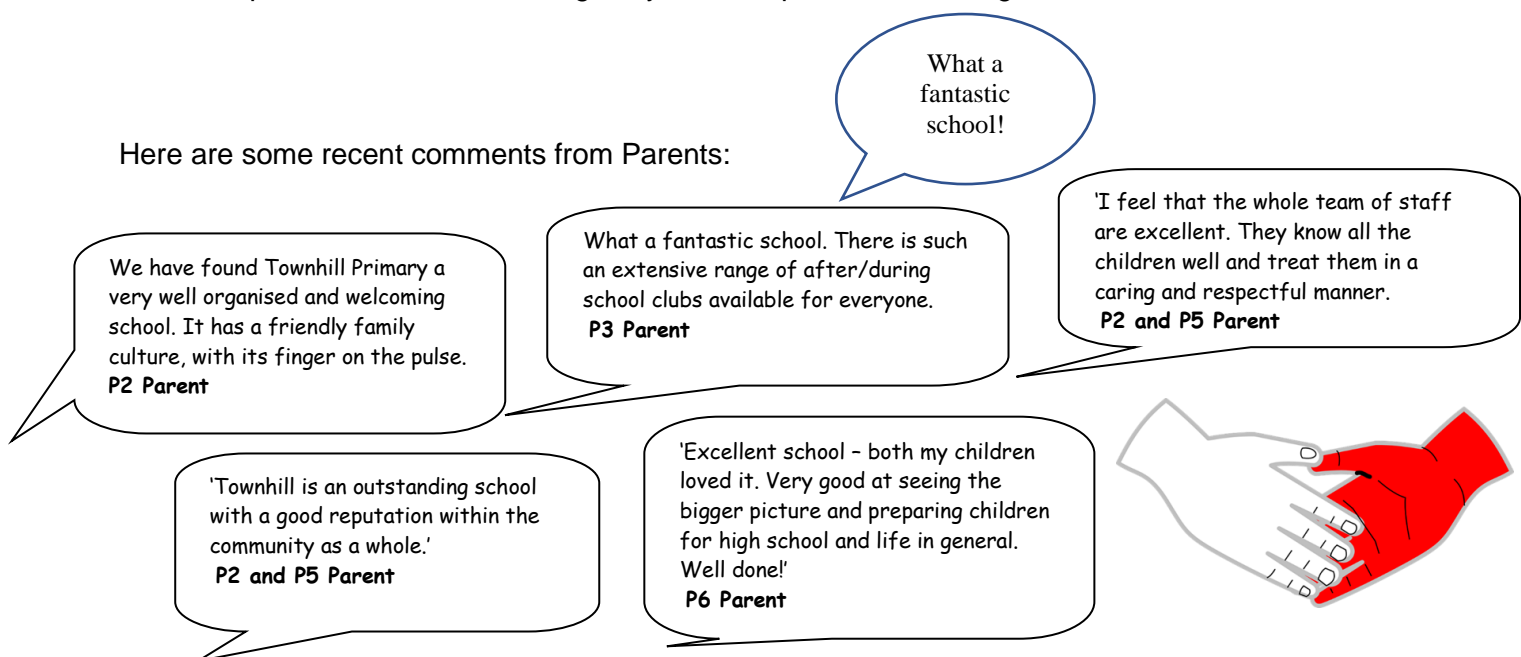 What a
fantastic
school!
Here are some recent comments from Parents:
We have found Townhill Primary a
very well organised and welcoming
school. It has a friendly family
culture, with its finger on the pulse.
P2 Parent
What a fantastic school. There is such
an extensive range of after/during
school clubs available for everyone.
P3 Parent
'I feel that the whole team of staff
are excellent. They know all the
children well and treat them in a
caring and respectful manner.
P2 and P5 Parent
'Townhill is an outstanding school
with a good reputation within the
community as a whole.'
P2 and P5 Parent
'Excellent school – both my children
loved it. Very good at seeing the
bigger picture and preparing children
for high school and life in general.
Well done!'
P6 Parent